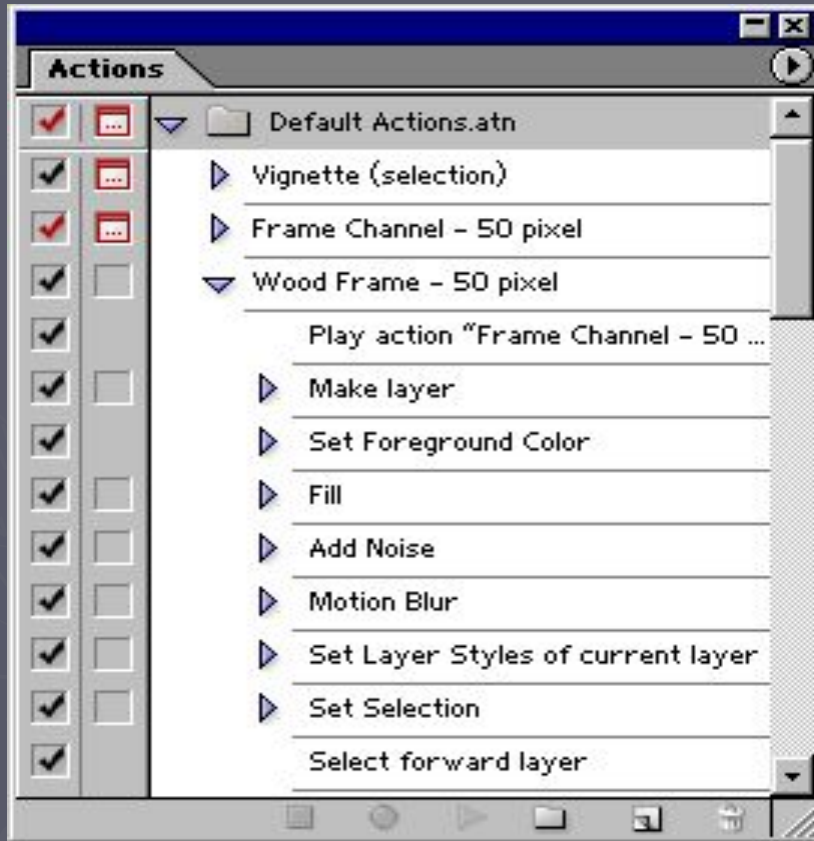 Actions
Default Actions.atn
Vignette (selection)
Frame Channel - 50 pixel
Wood Frame - 50 pixel
Play action “Frame Channel - 50 ...
Make layer
Set Foreground Color
Fill
Add Noise
Motion Blur
Set Layer Styles of current layer
Set Selection
Select forward layer